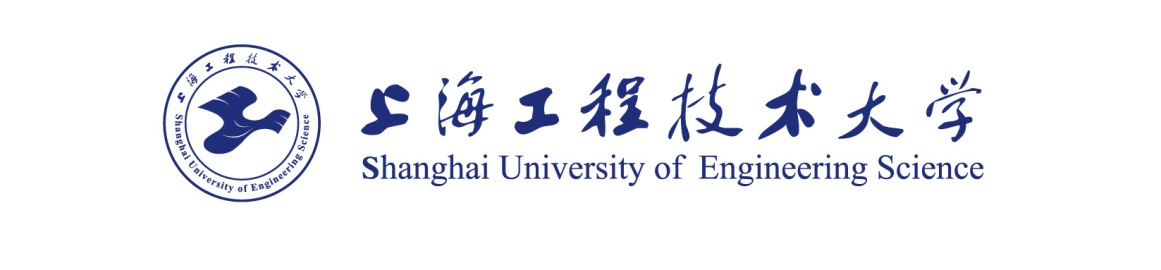 上海工程技术大学
Shanghai University of Engineering Science
上海工程技术大学
Shanghai University of Engineering Science